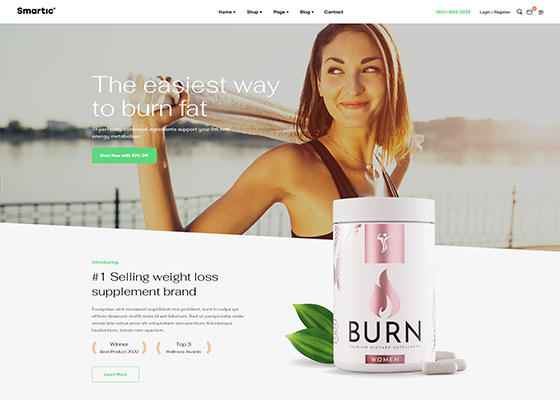 Smartic
Home Shop Page Blog Contact
1800-888-3355 Login / Register 0
The easiest way
to burn fat
10 perfectly combined ingredients support your fat and
energy metabolism
Start Now with 30% Off
Introducing.
#1 Selling weight loss
supplement brand
Excepteur sint occaecat cupidatat non proident, sunt in culpa qui
officia deserunt mollit anim id est laborum. Sed ut perspiciatis unde
omnis iste natus error sit voluptatem accusantium doloremque
laudantium, totam rem aperiam.
Winner
Best Product 2020
Top 3
Wellness Awards
Learn More
BURN
PREMIUM DIETARY SUPPLEMENT
WOMEN